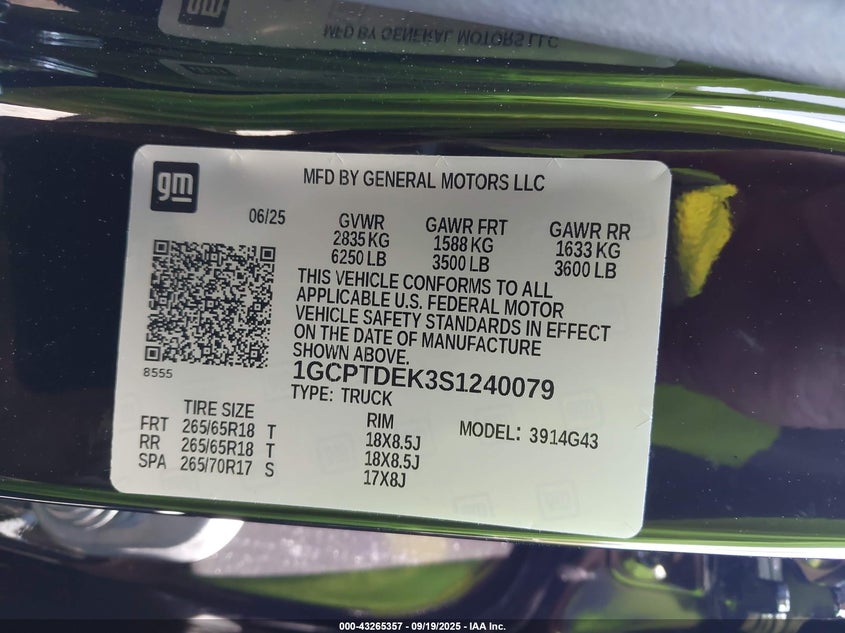 MFD BY GENERAL MOTORS LLC
gm
MFD BY GENERAL MOTORS LLC
06/25
GVWR GAWR FRT GAWR RR
2835 KG 1588 KG 1633 KG
6250 LB 3500 LB 3600 LB
THIS VEHICLE CONFORMS TO ALL
APPLICABLE U.S. FEDERAL MOTOR
VEHICLE SAFETY STANDARDS IN EFFECT
ON THE DATE OF MANUFACTURE
SHOWN ABOVE.
8555
1GCPTDEK3S1240079
TYPE: TRUCK
TIRE SIZE RIM MODEL: 3914G43
FRT 265/65R18 T 18X8.5J
RR 265/65R18 T 18X8.5J
SPA 265/70R17 S 17X8J
000-43265357 - 09/19/2025 - IAA Inc.